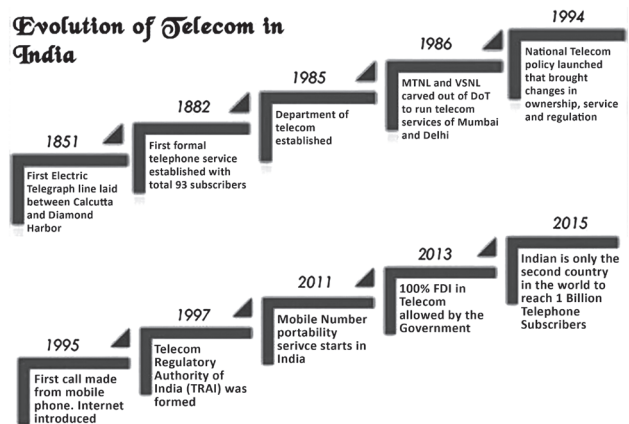 Evolution of Telecom in
India
1851
First Electric
Telegraph line laid
between Calcutta
and Diamond
Harbor
1882
First formal
telephone service
established with
total 93 subscribers
1985
Department of
telecom
established
1986
MTNL and VSNL
carved out of DoT
to run telecom
services of Mumbai
and Delhi
1994
National Telecom
policy launched
that brought
changes in
ownership, service
and regulation
1995
First call made
from mobile
phone. Internet
introduced
1997
Telecom
Regulatory
Authority of
India (TRAI) was
formed
2011
Mobile Number
portability
serivce starts in
India
2013
100% FDI in
Telecom
allowed by the
Government
2015
Indian is only the
second country
in the world to
reach 1 Billion
Telephone
Subscribers